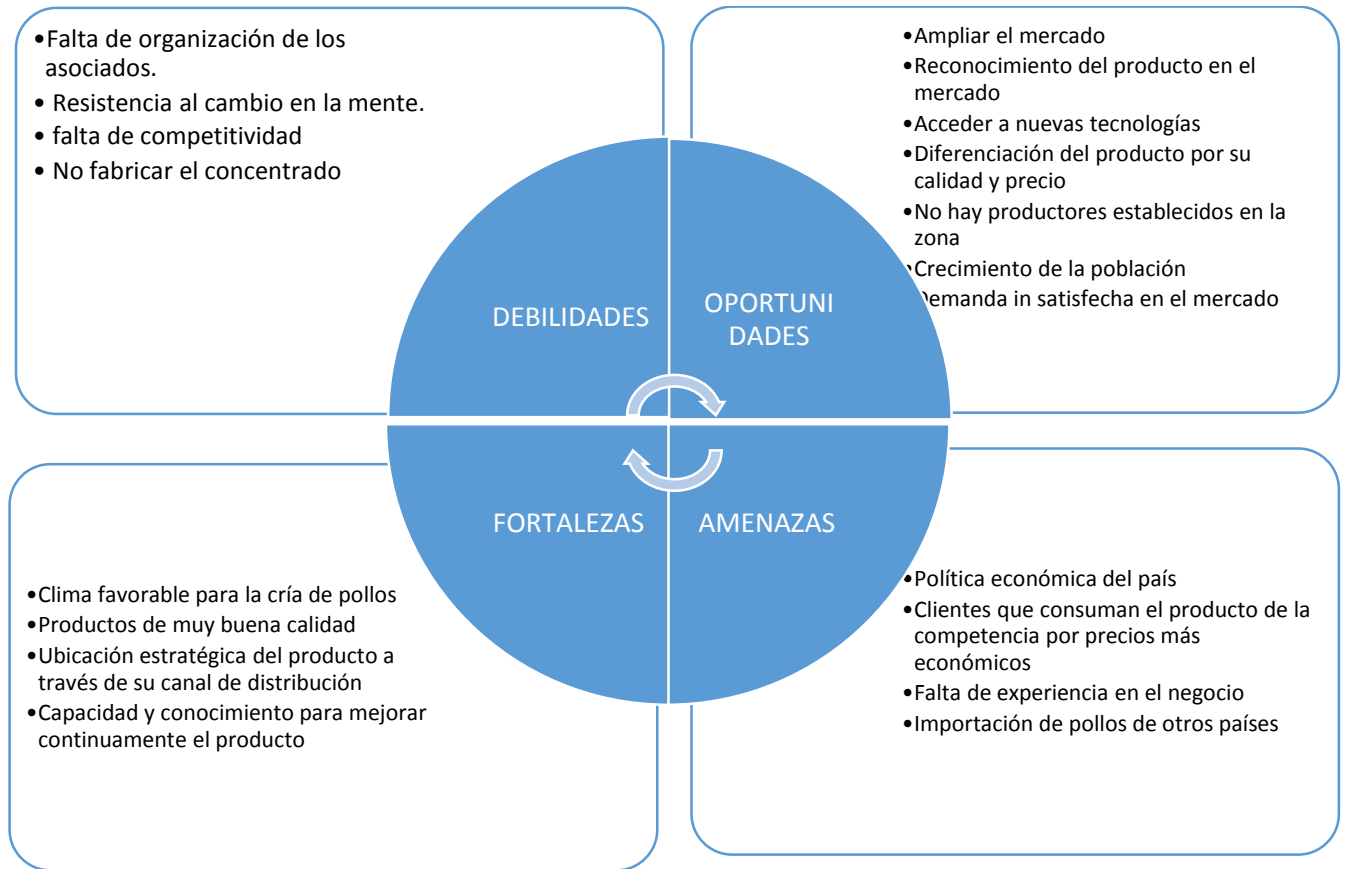 •Falta de organización de los
asociados.
• Resistencia al cambio en la mente.
• falta de competitividad
• No fabricar el concentrado
•Ampliar el mercado
•Reconocimiento del producto en el
mercado
•Acceder a nuevas tecnologías
•Diferenciación del producto por su
calidad y precio
•No hay productores establecidos en la
zona
•Crecimiento de la población
Demanda in satisfecha en el mercado
DEBILIDADES
OPORTUNI
DADES
FORTALEZAS
AMENAZAS
•Clima favorable para la cría de pollos
•Productos de muy buena calidad
•Ubicación estratégica del producto a
través de su canal de distribución
•Capacidad y conocimiento para mejorar
continuamente el producto
•Política económica del país
•Clientes que consuman el producto de la
competencia por precios más
económicos
•Falta de experiencia en el negocio
•Importación de pollos de otros países